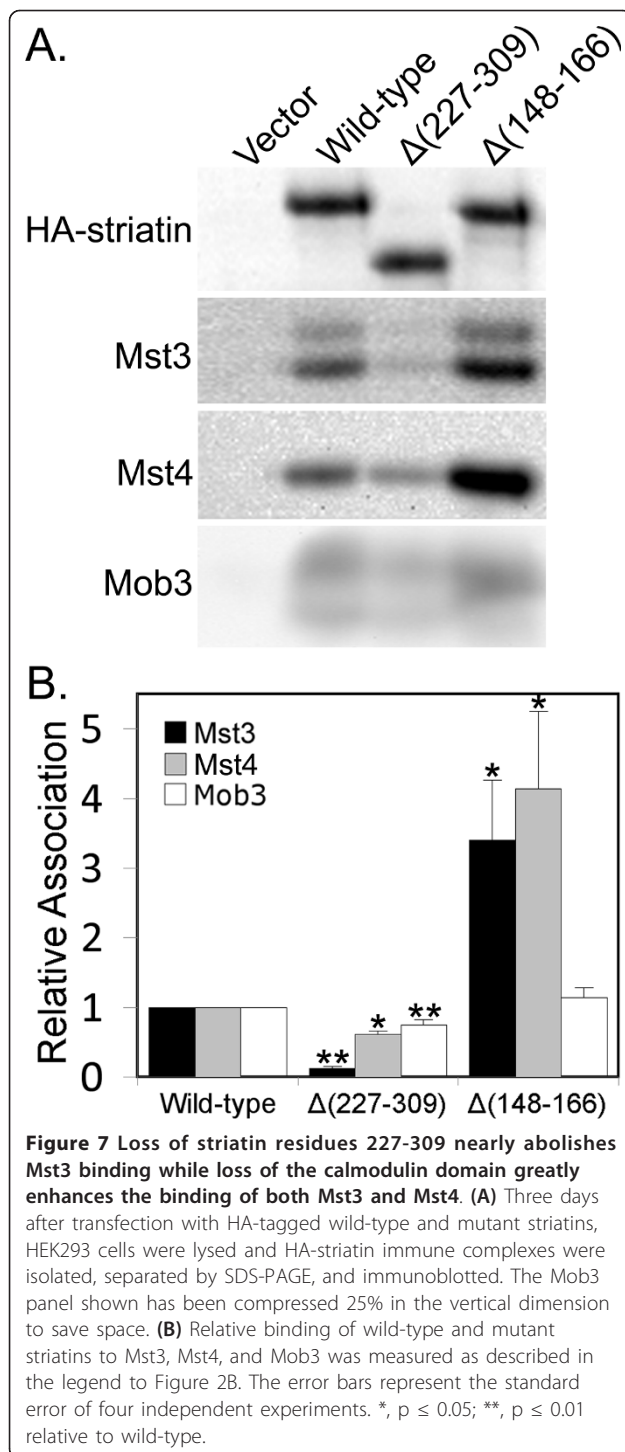 A.
Vector
Wild-type
Δ(227-309)
Δ(148-166)
HA-striatin
Mst3
Mst4
Mob3
B.
Relative Association
5
4
3
2
1
0
Mst3
Mst4
Mob3
**
*
**
*
*
Wild-type
Δ(227-309)
Δ(148-166)
Figure 7 Loss of striatin residues 227-309 nearly abolishes
Mst3 binding while loss of the calmodulin domain greatly
enhances the binding of both Mst3 and Mst4. (A) Three days
after transfection with HA-tagged wild-type and mutant striatins,
HEK293 cells were lysed and HA-striatin immune complexes were
isolated, separated by SDS-PAGE, and immunoblotted. The Mob3
panel shown has been compressed 25% in the vertical dimension
to save space. (B) Relative binding of wild-type and mutant
striatins to Mst3, Mst4, and Mob3 was measured as described in
the legend to Figure 2B. The error bars represent the standard
error of four independent experiments. *, p ≤ 0.05; **, p ≤ 0.01
relative to wild-type.